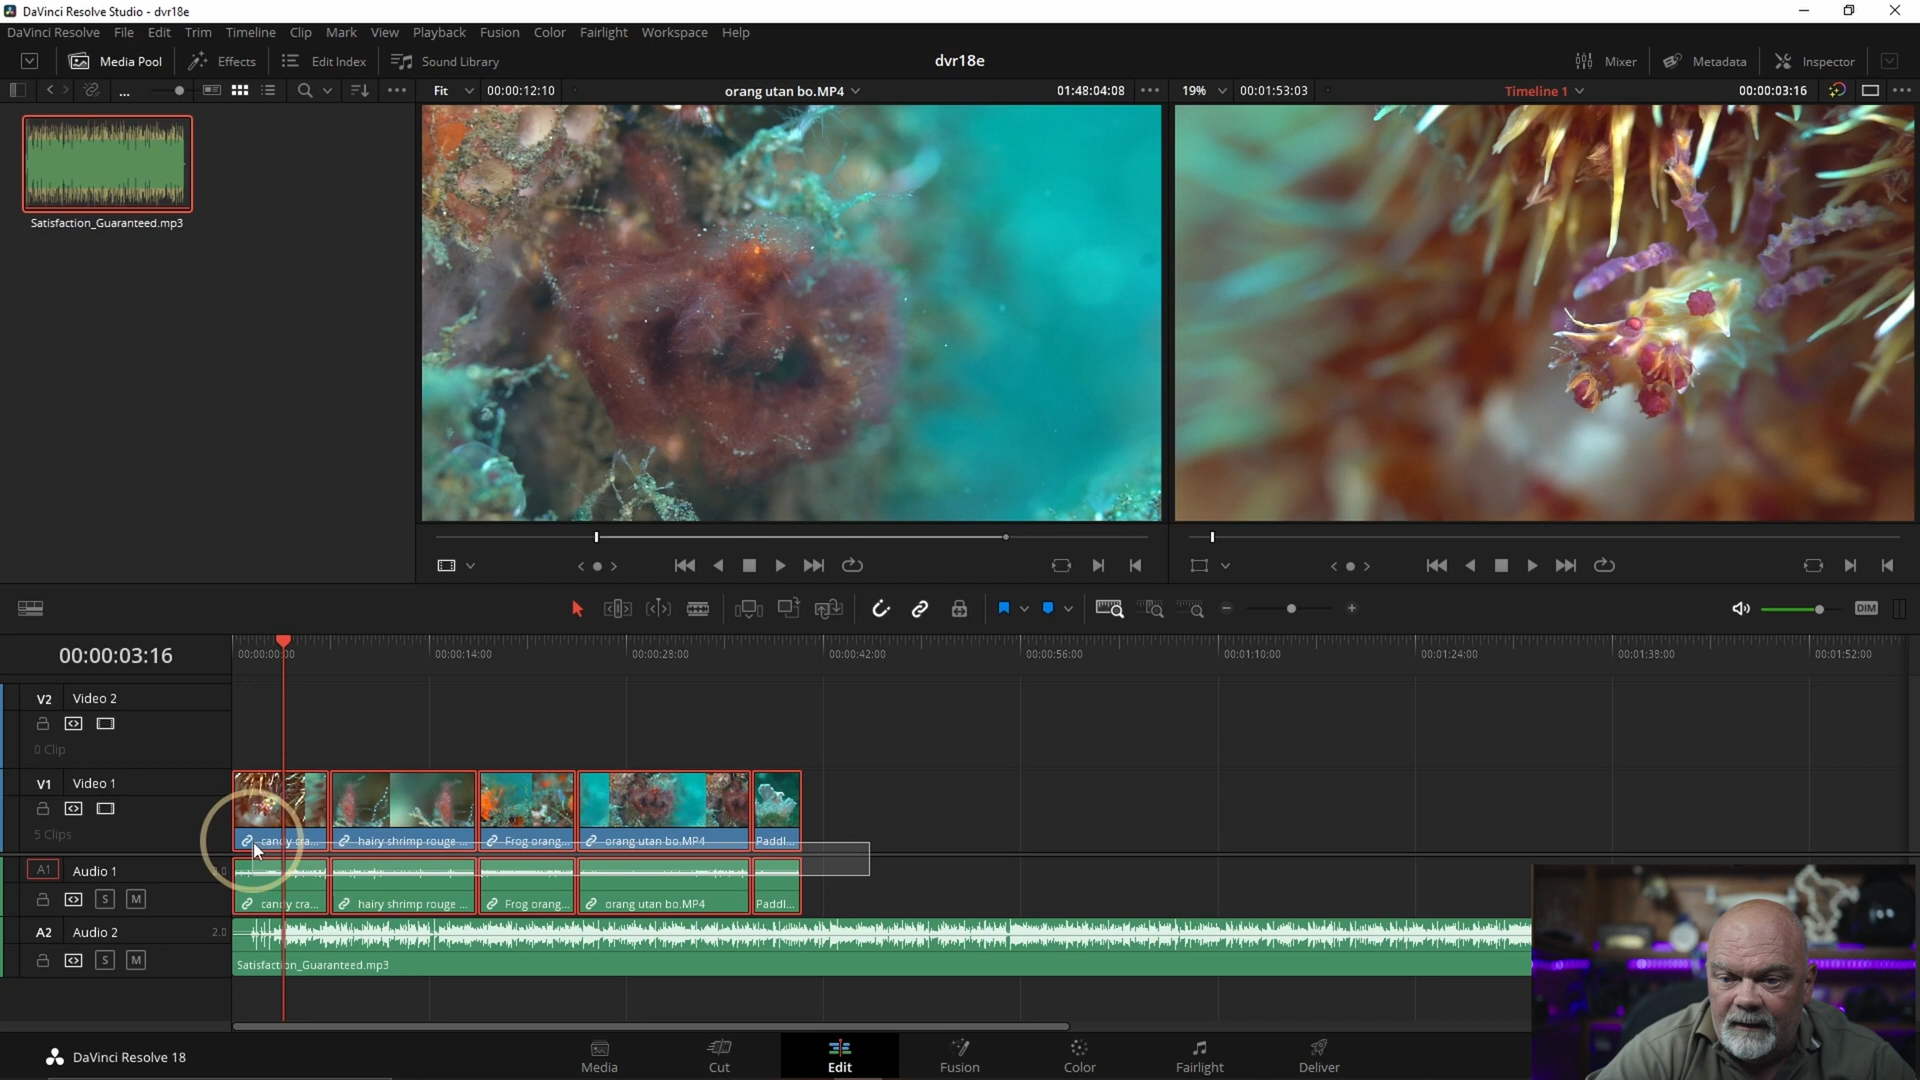 DaVinci Resolve Studio - dvr18e
DaVinci Resolve File Edit Trim Timeline Clip Mark View Playback Fusion Color Fairlight Workspace Help
Media Pool Effects Edit Index Sound Library dvr18e Mixer Metadata Inspector
... Fit 00:00:12:10 orang utan bo.MP4 01:48:04:08 19% 00:01:53:03 Timeline 1 00:00:03:16
Satisfaction_Guaranteed.mp3
DIM
00:00:03:16
00:00:00:00 00:00:14:00 00:00:28:00 00:00:42:00 00:00:56:00 00:01:10:00 00:01:24:00 00:01:38:00 00:01:52:00
V2 Video 2
0 Clip
V1 Video 1
5 Clips
candy cra... hairy shrimp rouge ... Frog orang... orang utan bo.MP4 Paddl...
A1 Audio 1
S M
candy cra... hairy shrimp rouge ... Frog orang... orang utan bo.MP4 Paddl...
A2 Audio 2 2.0
S M
Satisfaction_Guaranteed.mp3
DaVinci Resolve 18
Media Cut Edit Fusion Color Fairlight Deliver